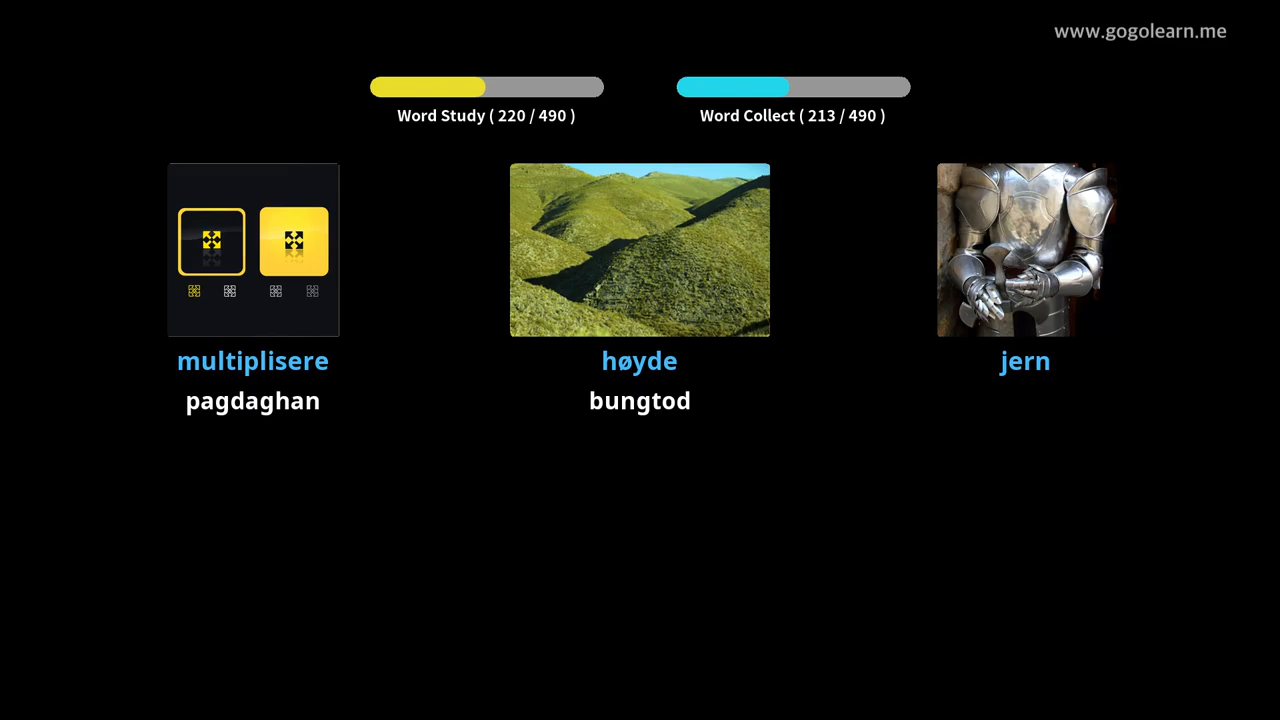 www.gogolearn.me
Word Study ( 220 / 490 )
Word Collect ( 213 / 490 )
multiplisere
høyde
jern
pagdaghan
bungtod